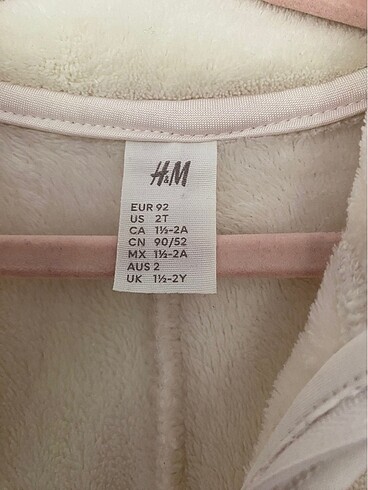 H&M
EUR 92
US 2T
CA 1½-2A
CN 90/52
MX 1½-2A
AUS 2
UK 1½-2Y